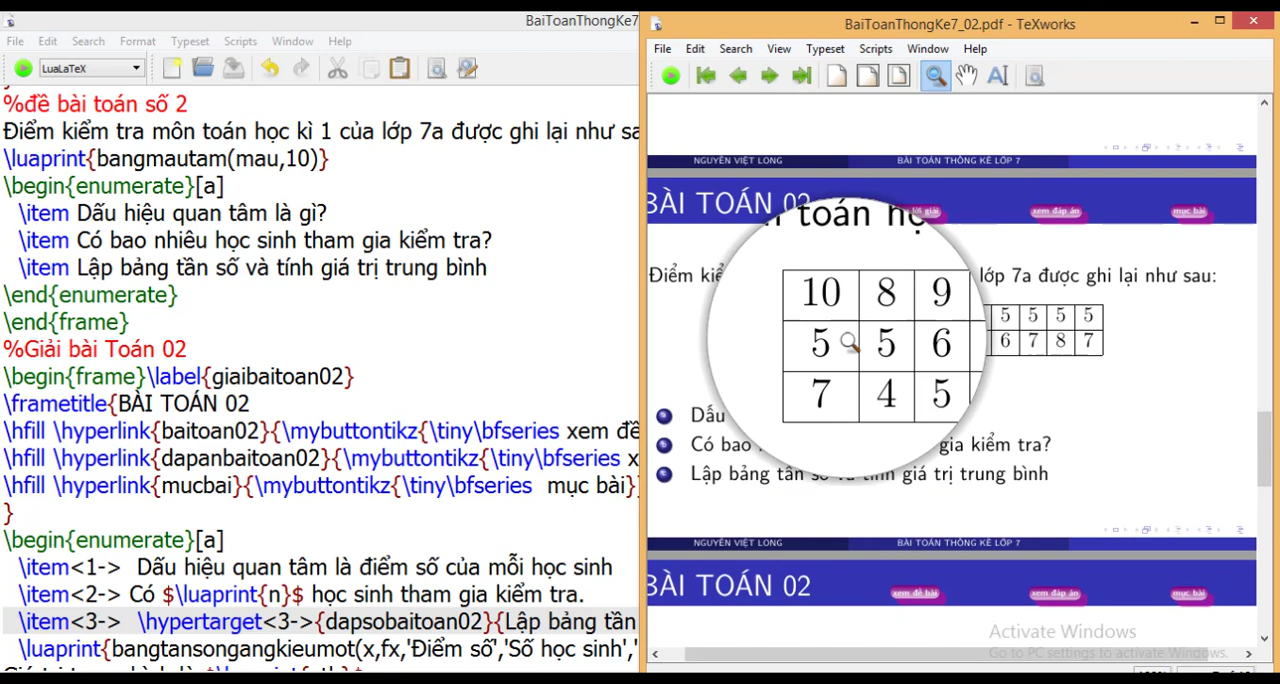 BaiToanThongKe7
File Edit Search Format Typeset Scripts Window Help
LuaLaTeX
%đề bài toán số 2
Điểm kiểm tra môn toán học kì 1 của lớp 7a được ghi lại như sa
\luaprint{bangmautam(mau,10)}
\begin{enumerate}[a]
\item Dấu hiệu quan tâm là gì?
\item Có bao nhiêu học sinh tham gia kiểm tra?
\item Lập bảng tần số và tính giá trị trung bình
\end{enumerate}
\end{frame}
%Giải bài Toán 02
\begin{frame}\label{giaibaitoan02}
\frametitle{BÀI TOÁN 02
\hfill \hyperlink{baitoan02}{\mybuttontikz{\tiny\bfseries xem đề
\hfill \hyperlink{dapanbaitoan02}{\mybuttontikz{\tiny\bfseries x
\hfill \hyperlink{mucbai}{\mybuttontikz{\tiny\bfseries mục bài}
}
\begin{enumerate}[a]
\item<1-> Dấu hiệu quan tâm là điểm số của mỗi học sinh
\item<2-> Có $\luaprint{n}$ học sinh tham gia kiểm tra.
\item<3-> \hypertarget<3->{dapsobaitoan02}{Lập bảng tần
\luaprint{bangtansongangkieumot(x,fx,'Điểm số','Số học sinh','
BaiToanThongKe7_02.pdf - TeXworks
File Edit Search View Typeset Scripts Window Help
NGUYỄN VIỆT LONG BÀI TOÁN THỐNG KÊ LỚP 7
BÀI TOÁN 02 lời giải xem đáp án mục bài
toán họ
Điểm kiể lớp 7a được ghi lại như sau:
10 8 9
5 5 5 5
5 5 6
6 7 8 7
7 4 5
Dấu
Có bao gia kiểm tra?
Lập bảng tần số và tính giá trị trung bình
NGUYỄN VIỆT LONG BÀI TOÁN THỐNG KÊ LỚP 7
BÀI TOÁN 02 xem đề bài xem đáp án mục bài
Activate Windows
Go to PC settings to activate Windows.